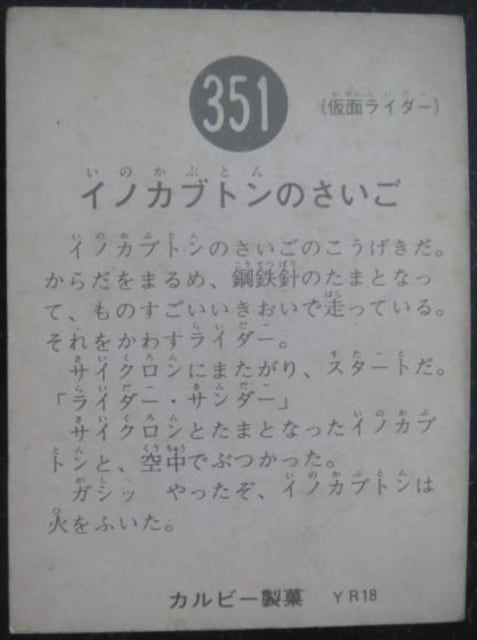 351
(仮面ライダー)
イノカブトンのさいご
イノカブトンのさいごのこうげきだ。
からだをまるめ、鋼鉄針のたまとなっ
て、ものすごいいきおいで走っている。
それをかわすライダー。
サイクロンにまたがり、スタートだ。
「ライダー・サンダー」
サイクロンとたまとなったイノカブ
トンと、空中でぶつかった。
ガシッ やったぞ、イノカブトンは
火をふいた。
カルビー製菓 YR18